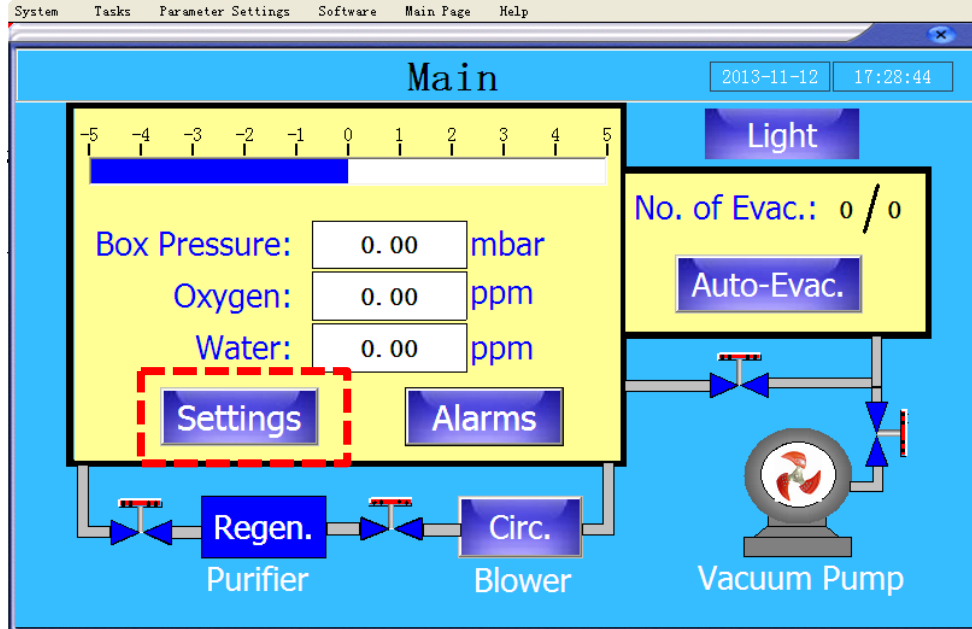 System Tasks Parameter Settings Software Main Page Help
Main 2013-11-12 17:28:44
-5 -4 -3 -2 -1 0 1 2 3 4 5
Light
No. of Evac.: 0 / 0
Box Pressure: 0.00 mbar
Auto-Evac.
Oxygen: 0.00 ppm
Water: 0.00 ppm
Settings Alarms
Regen. Circ.
Purifier Blower Vacuum Pump